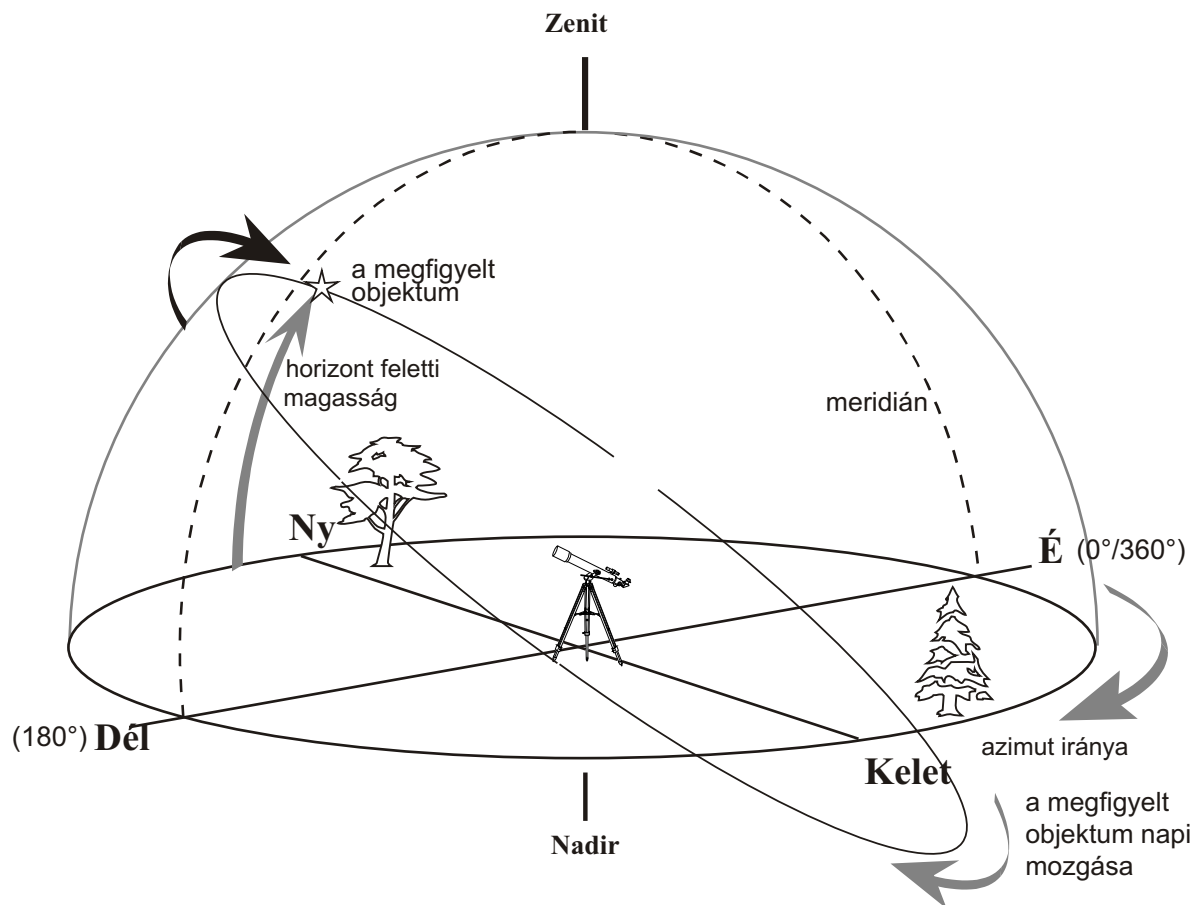 Zenit
a megfigyelt
objektum
horizont feletti
magasság
meridián
Ny
É (0°/360°)
(180°) Dél
azimut iránya
Kelet
a megfigyelt
objektum napi
mozgása
Nadir